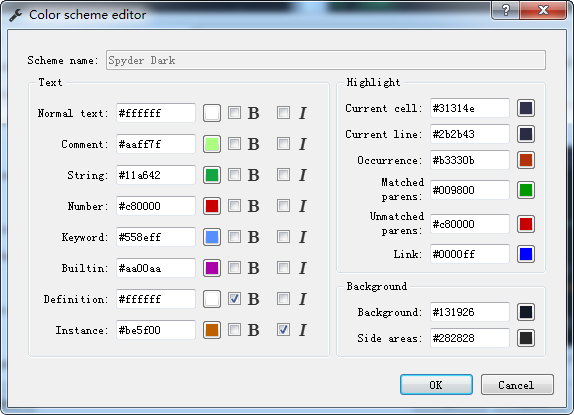 Color scheme editor
Scheme name: Spyder Dark
Text
Normal text: #ffffff B I
Comment: #aaff7f B I
String: #11a642 B I
Number: #c80000 B I
Keyword: #558eff B I
Builtin: #aa00aa B I
Definition: #ffffff B I
Instance: #be5f00 B I
Highlight
Current cell: #31314e
Current line: #2b2b43
Occurrence: #b3330b
Matched
parens: #009800
Unmatched
parens: #c80000
Link: #0000ff
Background
Background: #131926
Side areas: #282828
OK Cancel